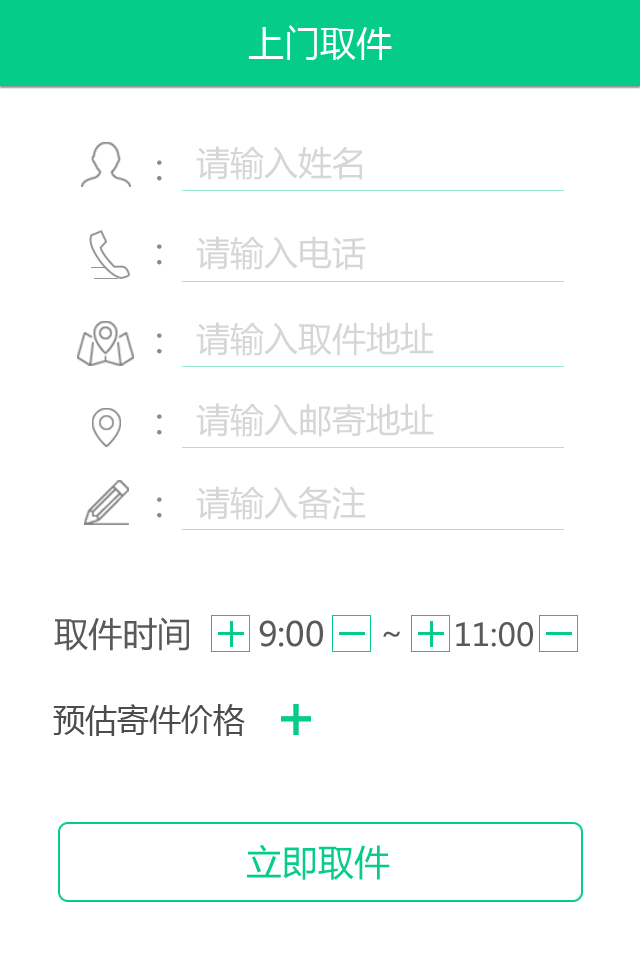 上门取件
: 请输入姓名
: 请输入电话
: 请输入取件地址
: 请输入邮寄地址
: 请输入备注
取件时间 + 9:00 — ~ + 11:00 —
预估寄件价格 +
立即取件